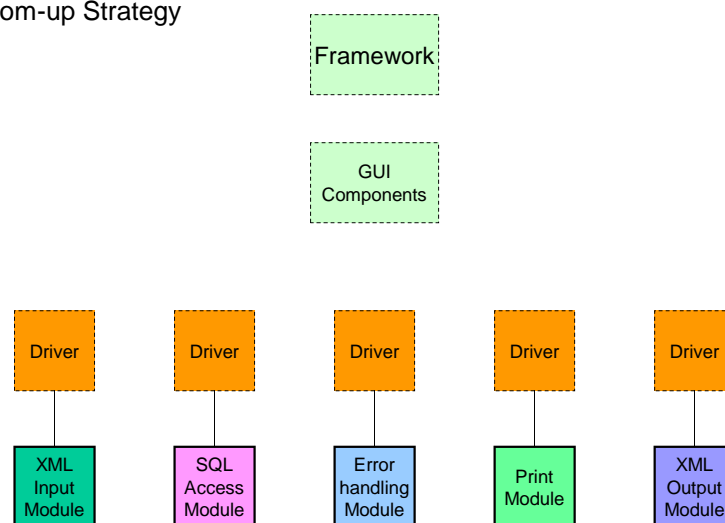 om-up Strategy
Framework
GUI
Components
Driver
Driver
Driver
Driver
Driver
XML
Input
Module
SQL
Access
Module
Error
handling
Module
Print
Module
XML
Output
Module